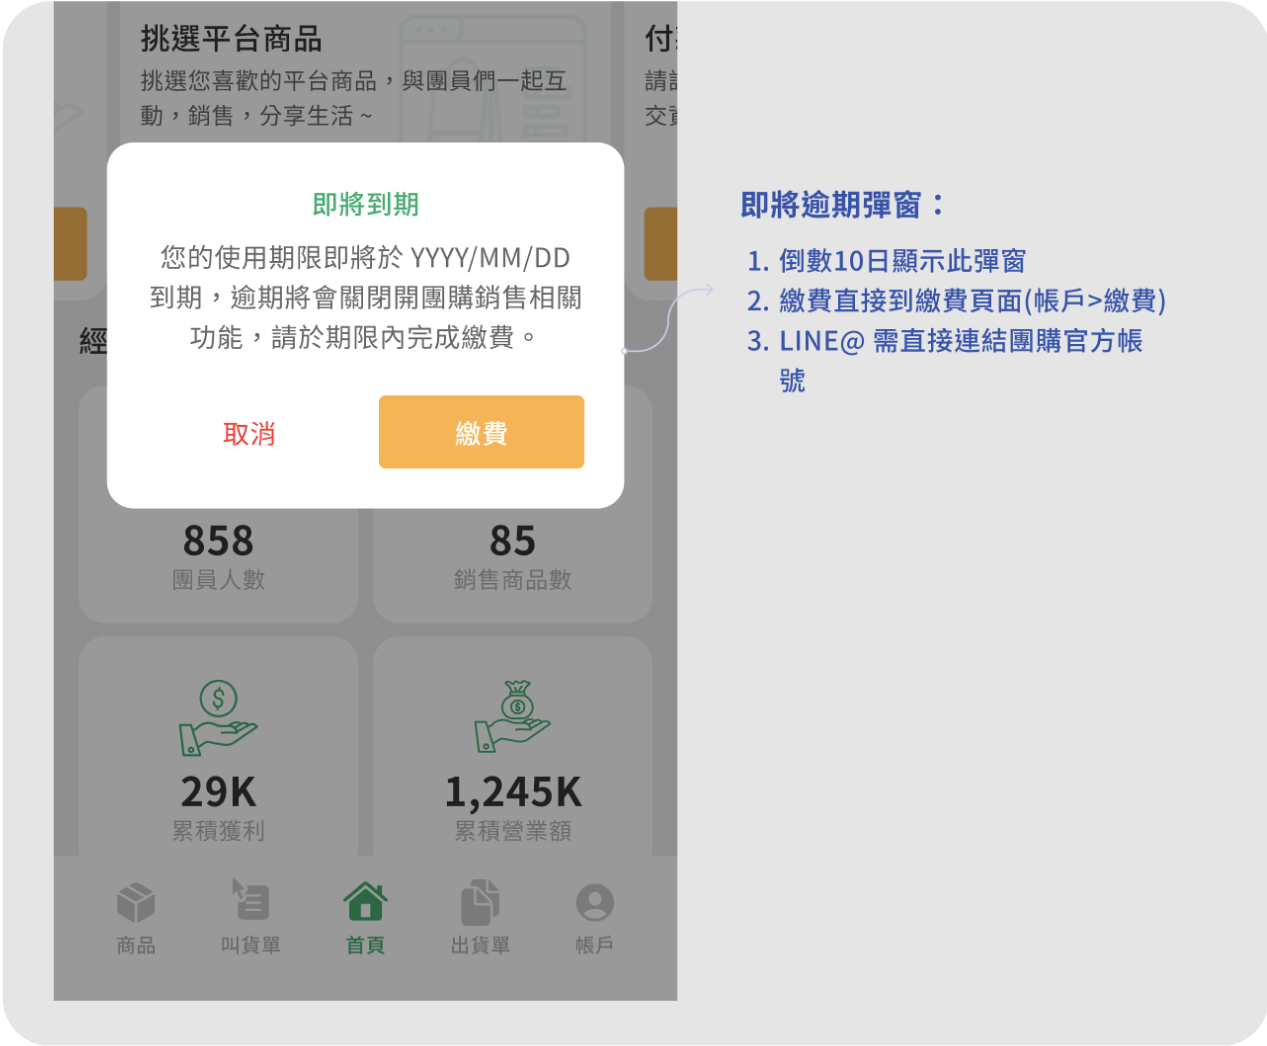 挑選平台商品
挑選您喜歡的平台商品，與團員們一起互
動，銷售，分享生活 ~
付
請
交
即將到期
您的使用期限即將於 YYYY/MM/DD
到期，逾期將會關閉開團購銷售相關
功能，請於期限內完成繳費。
取消
繳費
經
858
團員人數
85
銷售商品數
29K
累積獲利
1,245K
累積營業額
商品
叫貨單
首頁
出貨單
帳戶
即將逾期彈窗：
1. 倒數10日顯示此彈窗
2. 繳費直接到繳費頁面(帳戶>繳費)
3. LINE@ 需直接連結團購官方帳
號